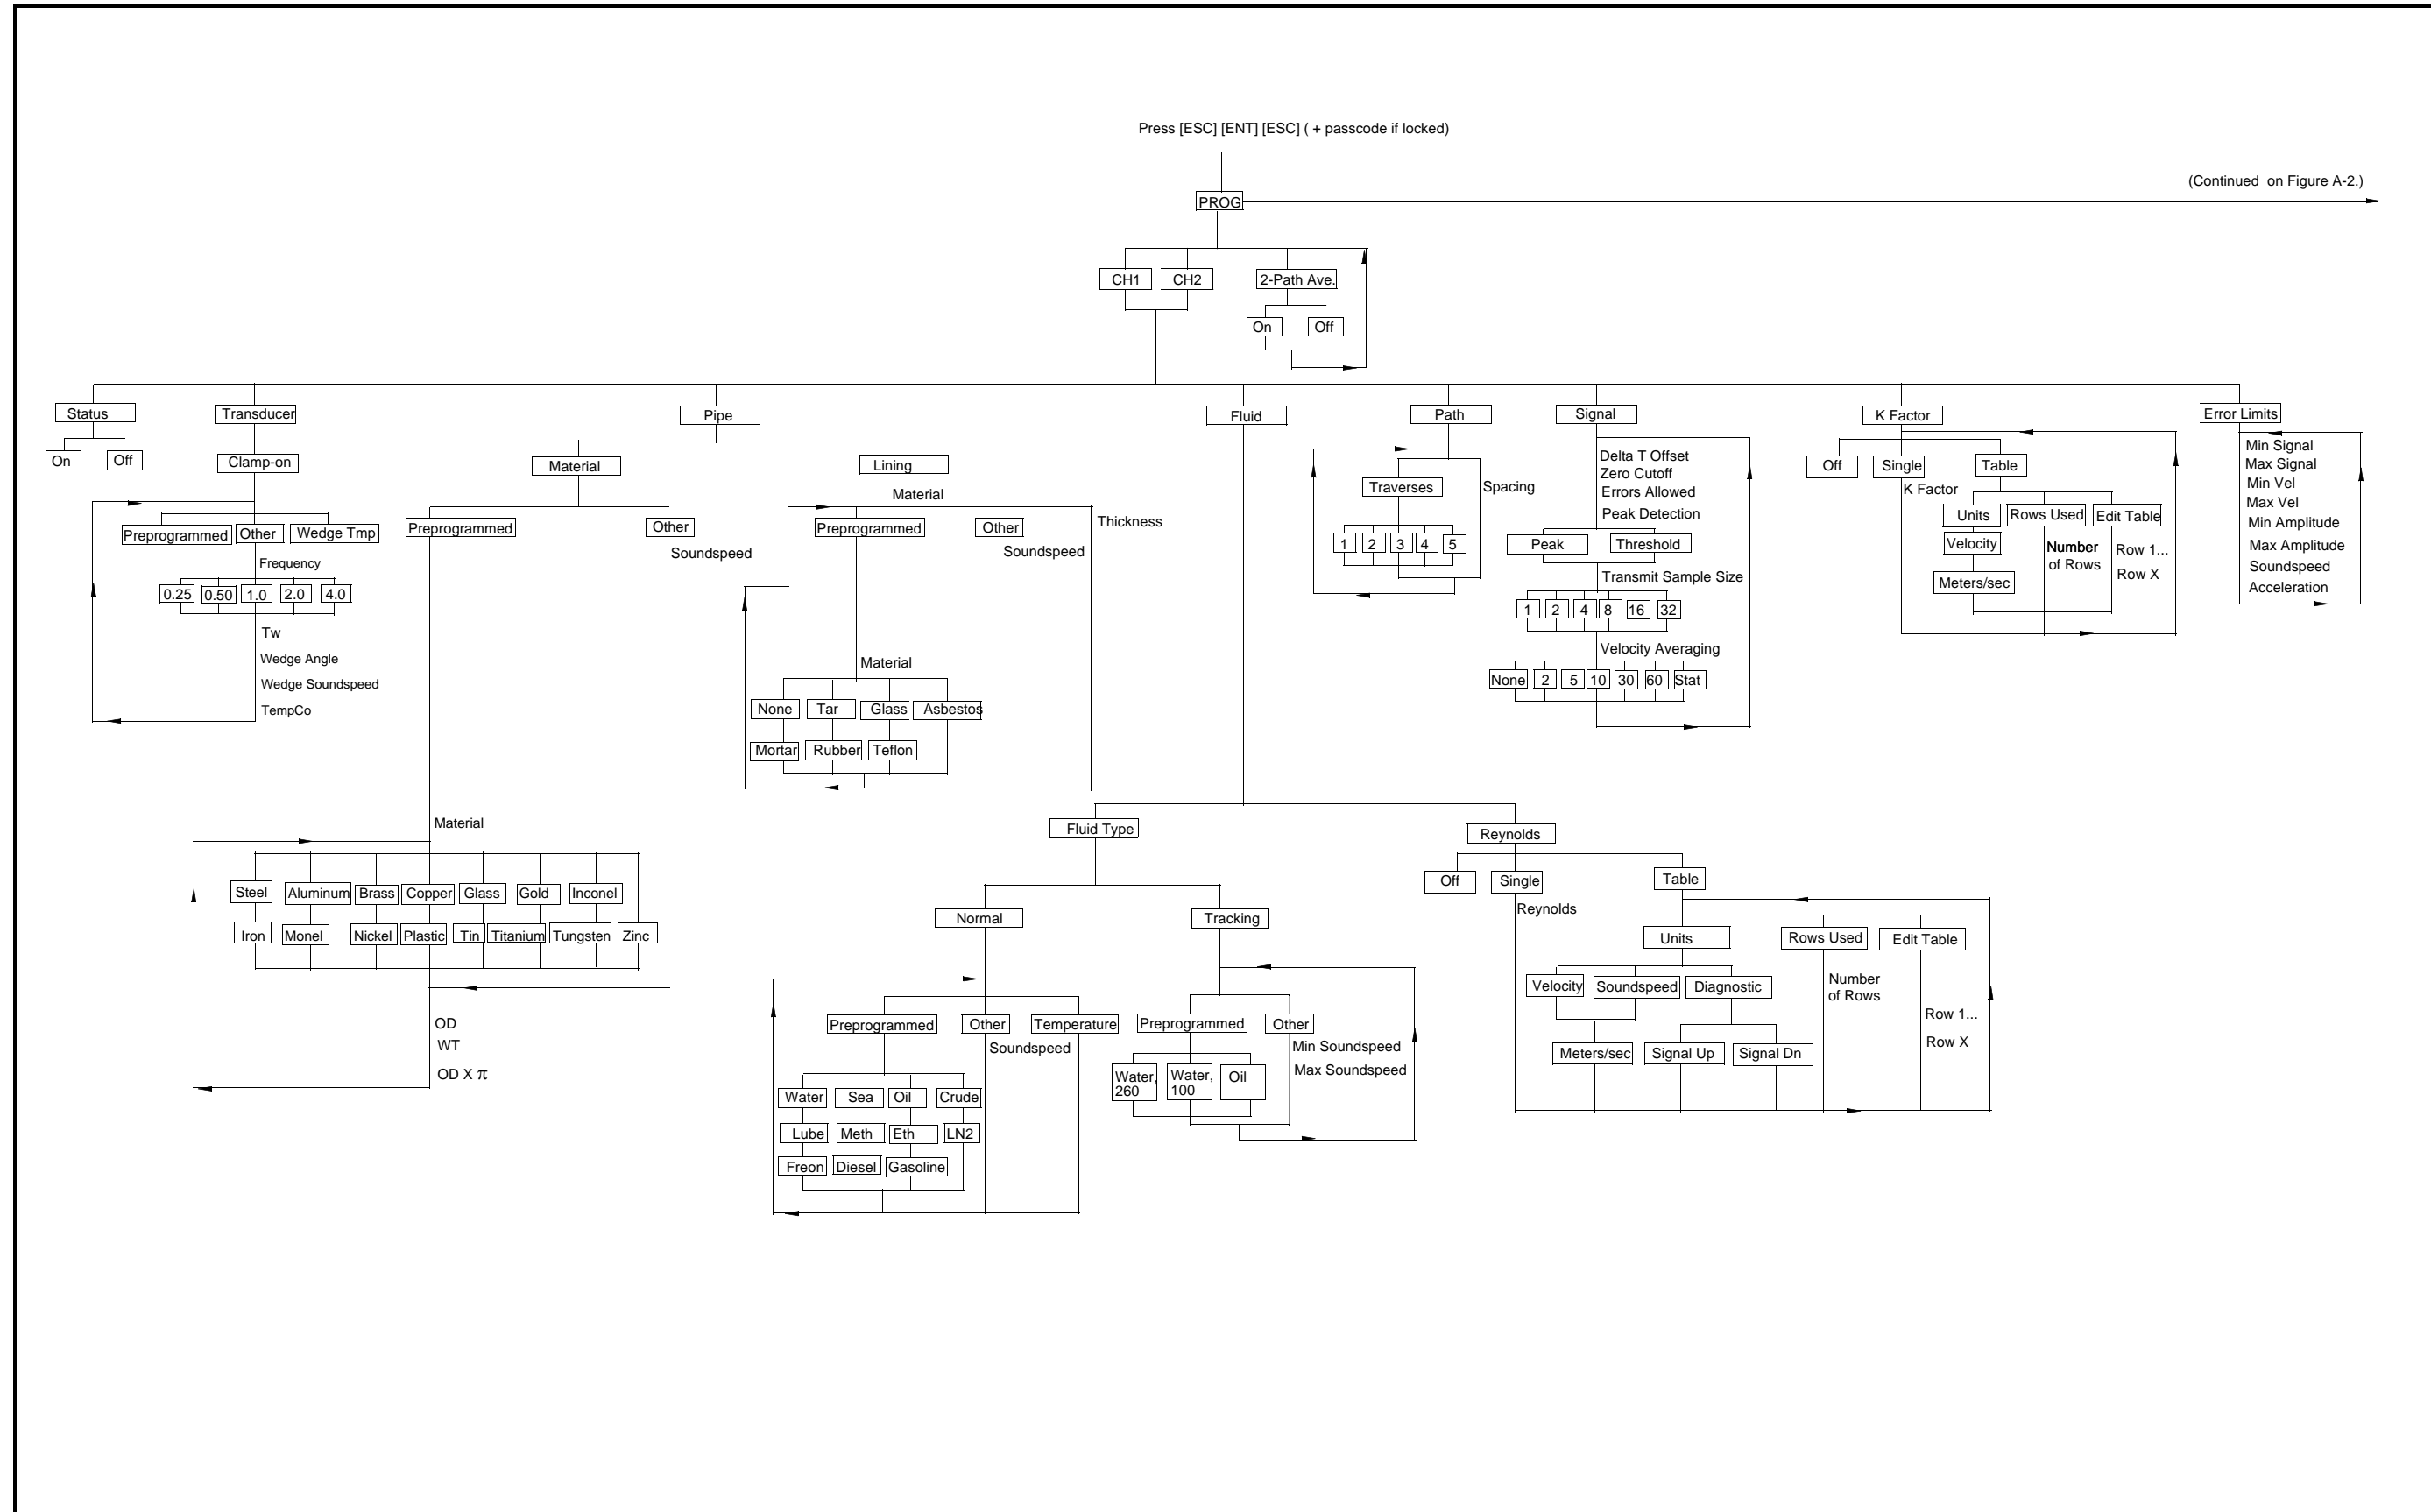 Press [ESC] [ENT] [ESC] ( + passcode if locked)
(Continued on Figure A-2.)
PROG
CH1
CH2
2-Path Ave.
On
Off
Status
On
Off
Transducer
Clamp-on
Preprogrammed
Other
Wedge Tmp
Frequency
0.25
0.50
1.0
2.0
4.0
Tw
Wedge Angle
Wedge Soundspeed
TempCo
Pipe
Material
Preprogrammed
Other
Soundspeed
Material
Steel
Aluminum
Brass
Copper
Glass
Gold
Inconel
Iron
Monel
Nickel
Plastic
Tin
Titanium
Tungsten
Zinc
OD
WT
OD X π
Lining
Material
Preprogrammed
Other
Thickness
Soundspeed
Material
None
Tar
Glass
Asbestos
Mortar
Rubber
Teflon
Fluid
Fluid Type
Normal
Preprogrammed
Other
Temperature
Soundspeed
Water
Sea
Oil
Crude
Lube
Meth
Eth
LN2
Freon
Diesel
Gasoline
Tracking
Preprogrammed
Other
Min Soundspeed
Max Soundspeed
Water,
260
Water,
100
Oil
Reynolds
Off
Single
Table
Reynolds
Units
Rows Used
Edit Table
Velocity
Soundspeed
Diagnostic
Number
of Rows
Row 1...
Row X
Meters/sec
Signal Up
Signal Dn
Path
Traverses
Spacing
1
2
3
4
5
Signal
Delta T Offset
Zero Cutoff
Errors Allowed
Peak Detection
Peak
Threshold
Transmit Sample Size
1
2
4
8
16
32
Velocity Averaging
None
2
5
10
30
60
Stat
K Factor
Off
Single
Table
K Factor
Units
Rows Used
Edit Table
Velocity
Number
of Rows
Row 1...
Row X
Meters/sec
Error Limits
Min Signal
Max Signal
Min Vel
Max Vel
Min Amplitude
Max Amplitude
Soundspeed
Acceleration